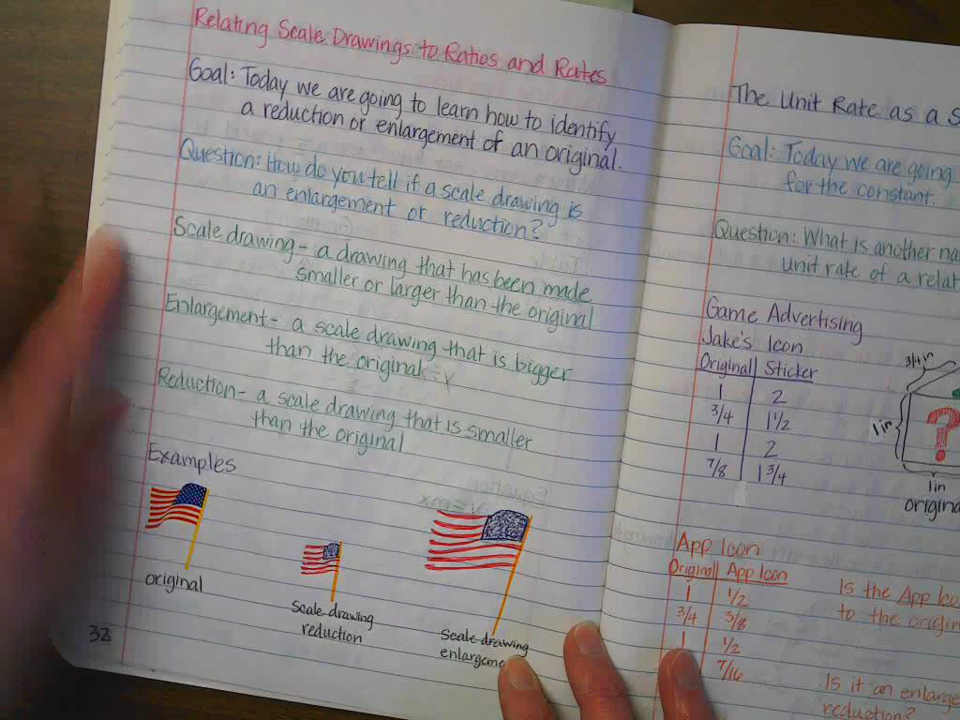 Relating Scale Drawings to Ratios and Rates
Goal: Today we are going to learn how to identify
a reduction or enlargement of an original.
Question: How do you tell if a scale drawing is
an enlargement or reduction?
Scale drawing - a drawing that has been made
smaller or larger than the original
Enlargement - a scale drawing that is bigger
than the original
Reduction - a scale drawing that is smaller
than the original
Examples
original
Scale drawing
reduction
Scale drawing
enlargeme
32
The Unit Rate as a S
Goal: Today we are going
for the constant.
Question: What is another na
unit rate of a relat
Game Advertising
Jake's Icon
Original Sticker
1 2
3/4 1 1/2
1 2
7/8 1 3/4
3/4 in
1in
?
1in
origina
App Icon
Original App Icon
1 1/2
3/4 3/8
1 1/2
7/16
Is the App Ico
to the origin
Is it an enlarge
reduction?